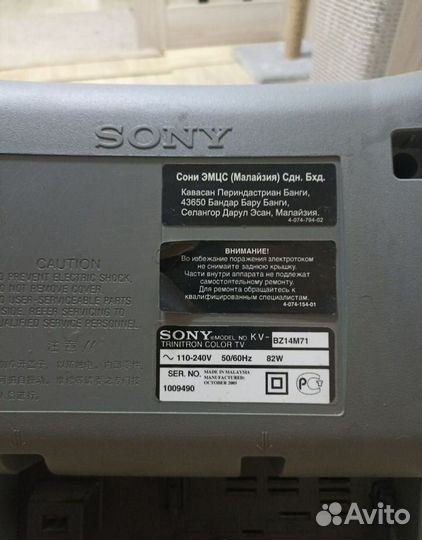 SONY
Сони ЭМЦС (Малайзия) Сдн. Бхд.
Кавасан Периндастриан Банги,
43650 Бандар Бару Банги,
Селангор Дарул Эсан, Малайзия.
4-074-794-02
CAUTION
PREVENT ELECTRIC SHOCK,
DO NOT REMOVE COVER
USER-SERVICEABLE PARTS
INSIDE. REFER SERVICING TO
QUALIFIED SERVICE PERSONNEL.
注意
ВНИМАНИЕ!
Во избежание поражения электротоком
не снимайте заднюю крышку.
Части внутри аппарата не подлежат
самостоятельному ремонту.
Для ремонта обращайтесь к
квалифицированным специалистам.
4-074-154-01
SONY ® MODEL NO. KV- BZ14M71
TRINITRON COLOR TV
~ 110-240V 50/60Hz 82W
SER. NO. MADE IN MALAYSIA
MANUFACTURED:
1009490 OCTOBER 2005
PG
Avito